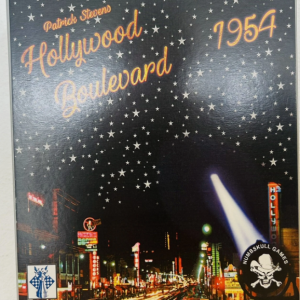 Patrick Stevens
Hollywood
Boulevard
1954
HOLLY
NUMBSKULL GAMES